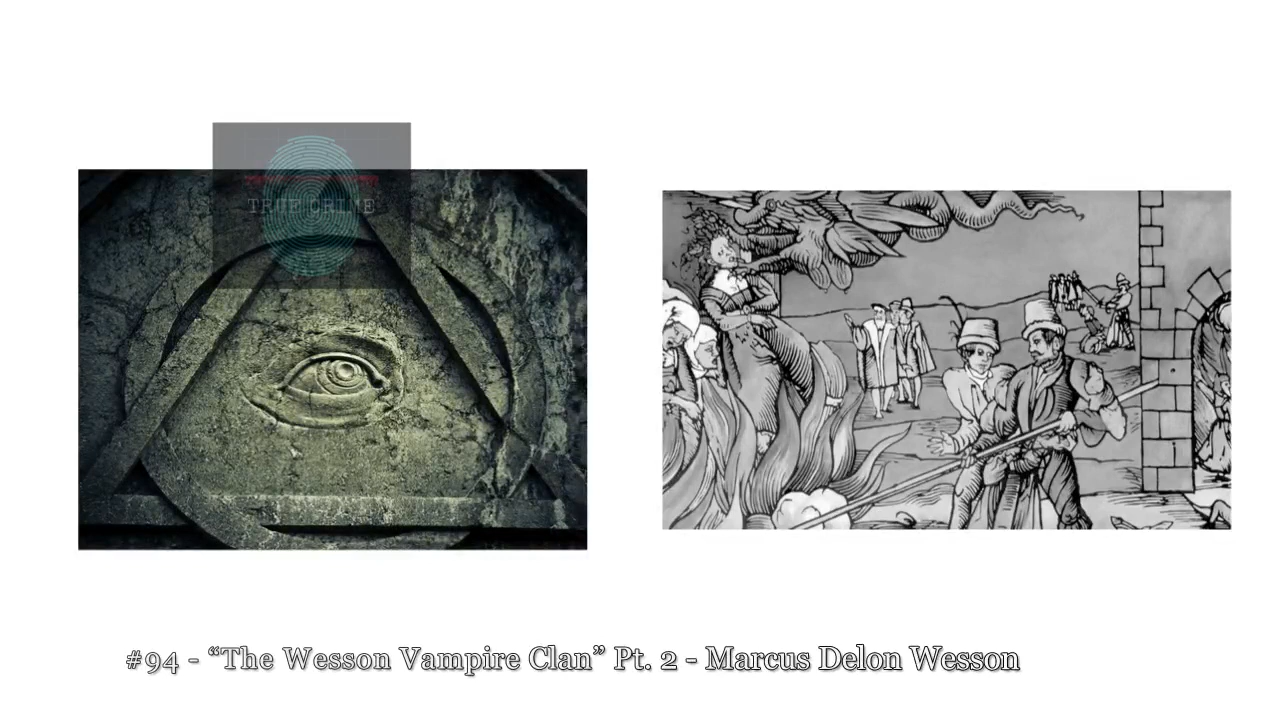 TRUE CRIME
#94 - “The Wesson Vampire Clan” Pt. 2 - Marcus Delon Wesson